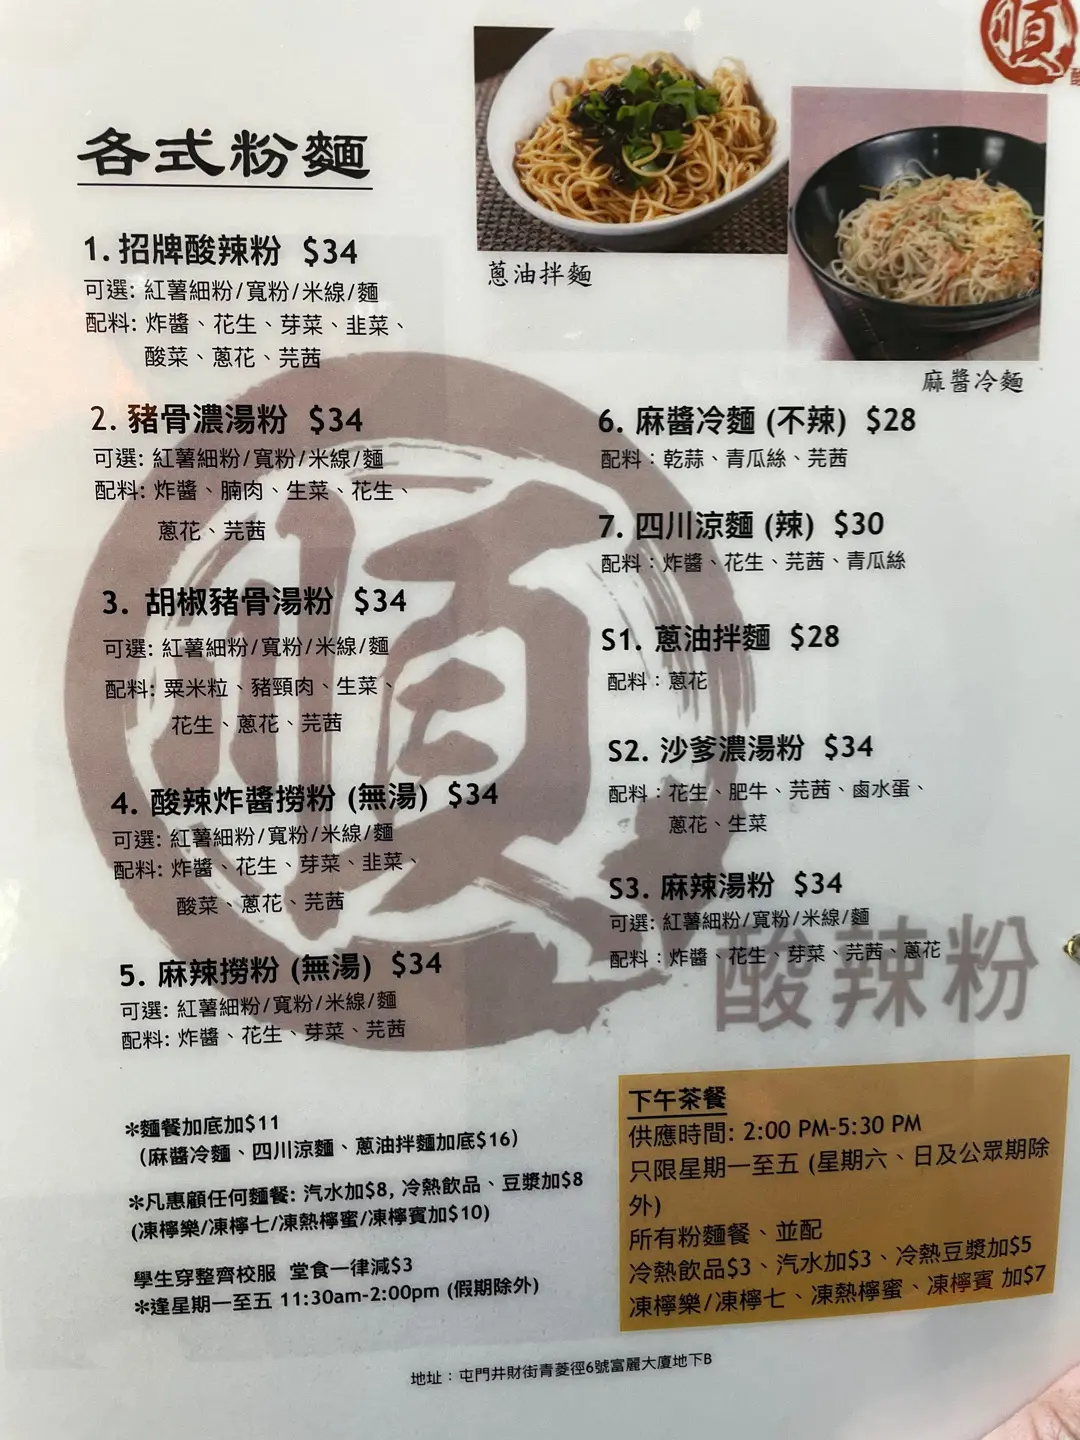 順
各式粉麵
蔥油拌麵
麻醬冷麵
1. 招牌酸辣粉 $34
可選: 紅薯細粉/寬粉/米線/麵
配料: 炸醬、花生、芽菜、韭菜、
酸菜、蔥花、芫茜
2. 豬骨濃湯粉 $34
可選: 紅薯細粉/寬粉/米線/麵
配料: 炸醬、腩肉、生菜、花生、
蔥花、芫茜
3. 胡椒豬骨湯粉 $34
可選: 紅薯細粉/寬粉/米線/麵
配料: 粟米粒、豬頸肉、生菜、
花生、蔥花、芫茜
4. 酸辣炸醬撈粉 (無湯) $34
可選: 紅薯細粉/寬粉/米線/麵
配料: 炸醬、花生、芽菜、韭菜、
酸菜、蔥花、芫茜
5. 麻辣撈粉 (無湯) $34
可選: 紅薯細粉/寬粉/米線/麵
配料: 炸醬、花生、芽菜、芫茜
6. 麻醬冷麵 (不辣) $28
配料：乾蒜、青瓜絲、芫茜
7. 四川涼麵 (辣) $30
配料：炸醬、花生、芫茜、青瓜絲
S1. 蔥油拌麵 $28
配料：蔥花
S2. 沙爹濃湯粉 $34
配料：花生、肥牛、芫茜、鹵水蛋、
蔥花、生菜
S3. 麻辣湯粉 $34
可選: 紅薯細粉/寬粉/米線/麵
配料：炸醬、花生、芽菜、芫茜、蔥花
順
酸辣粉
*麵餐加底加$11
(麻醬冷麵、四川涼麵、蔥油拌麵加底$16)
*凡惠顧任何麵餐: 汽水加$8, 冷熱飲品、豆漿加$8
(凍檸樂/凍檸七/凍熱檸蜜/凍檸賓加$10)
學生穿整齊校服 堂食一律減$3
*逢星期一至五 11:30am-2:00pm (假期除外)
下午茶餐
供應時間: 2:00 PM-5:30 PM
只限星期一至五 (星期六、日及公眾期除
外)
所有粉麵餐、並配
冷熱飲品$3、汽水加$3、冷熱豆漿加$5
凍檸樂/凍檸七、凍熱檸蜜、凍檸賓 加$7
地址：屯門井財街青菱徑6號富麗大廈地下B